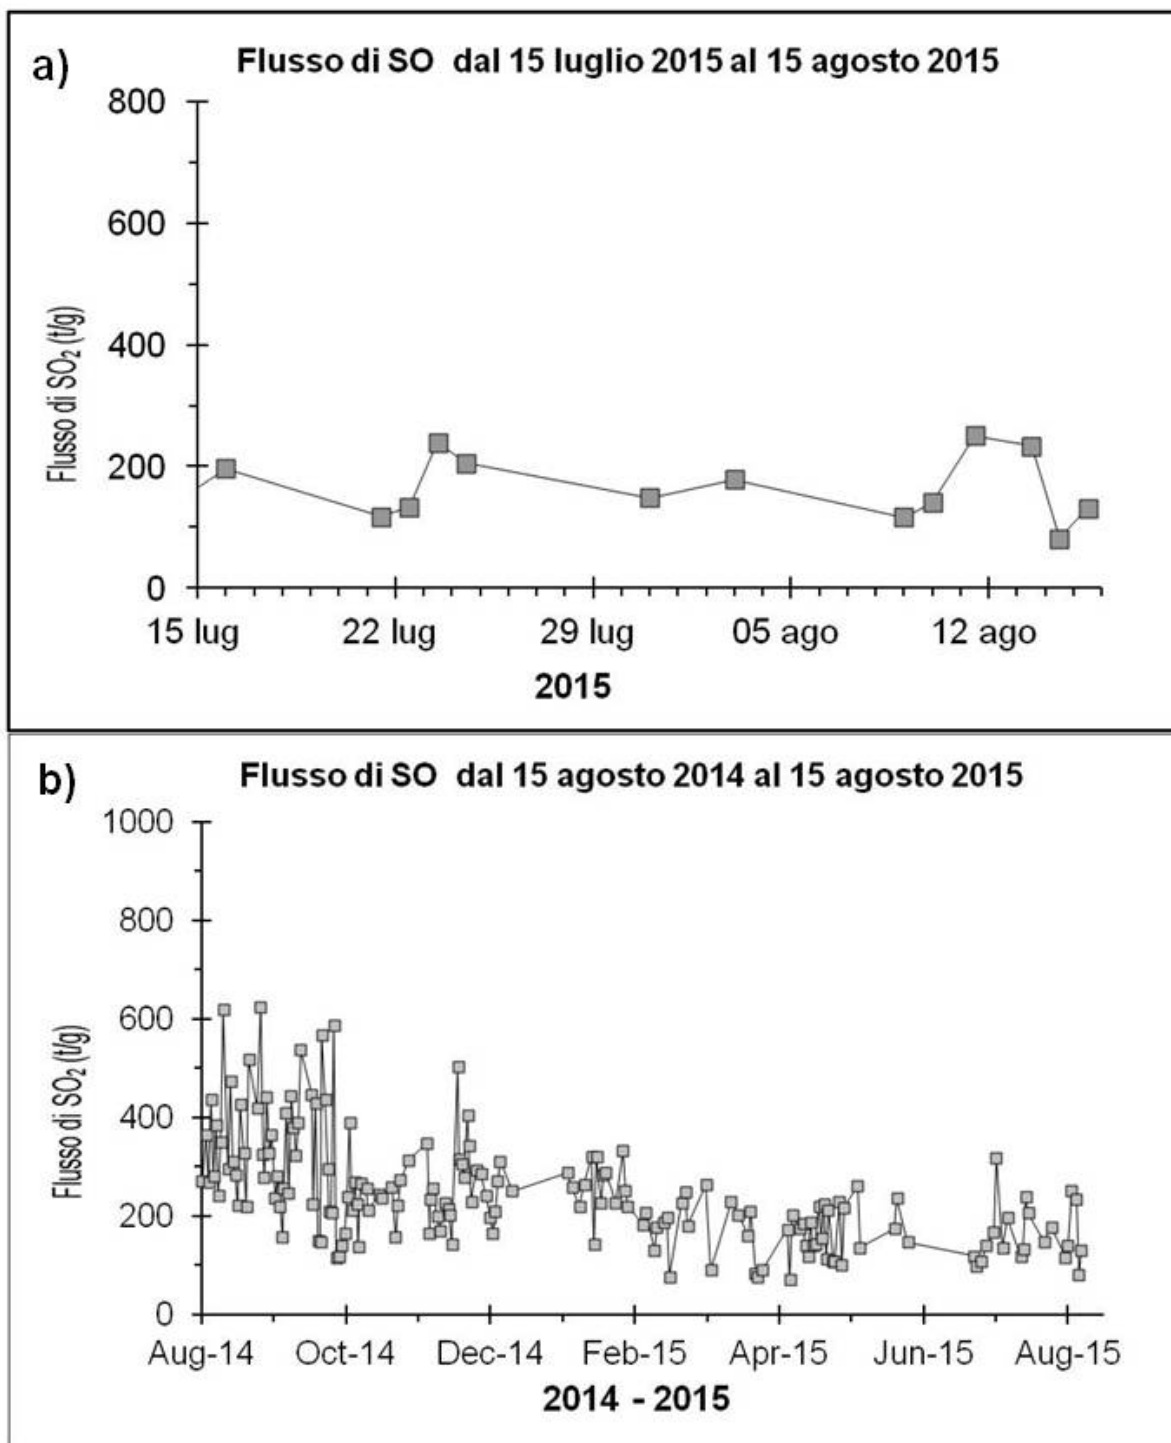 a)
Flusso di SO dal 15 luglio 2015 al 15 agosto 2015
800
600
400
200
0
Flusso di SO₂ (t/g)
15 lug 22 lug 29 lug 05 ago 12 ago
2015
b)
Flusso di SO dal 15 agosto 2014 al 15 agosto 2015
1000
800
600
400
200
0
Flusso di SO₂ (t/g)
Aug-14 Oct-14 Dec-14 Feb-15 Apr-15 Jun-15 Aug-15
2014 - 2015